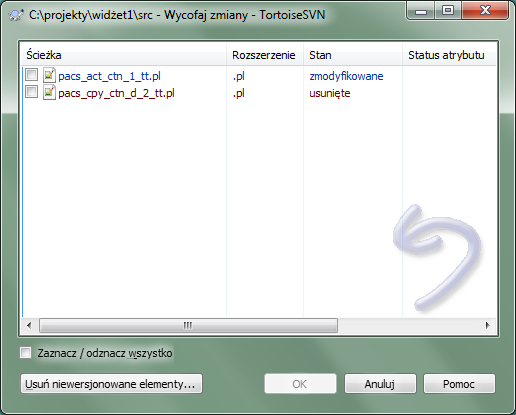 C:\projekty\widżet1\src - Wycofaj zmiany - TortoiseSVN
Ścieżka Rozszerzenie Stan Status atrybutu
pacs_act_ctn_1_tt.pl .pl zmodyfikowane
pacs_cpy_ctn_d_2_tt.pl .pl usunięte
Zaznacz / odznacz wszystko
Usuń niewersjonowane elementy... OK Anuluj Pomoc